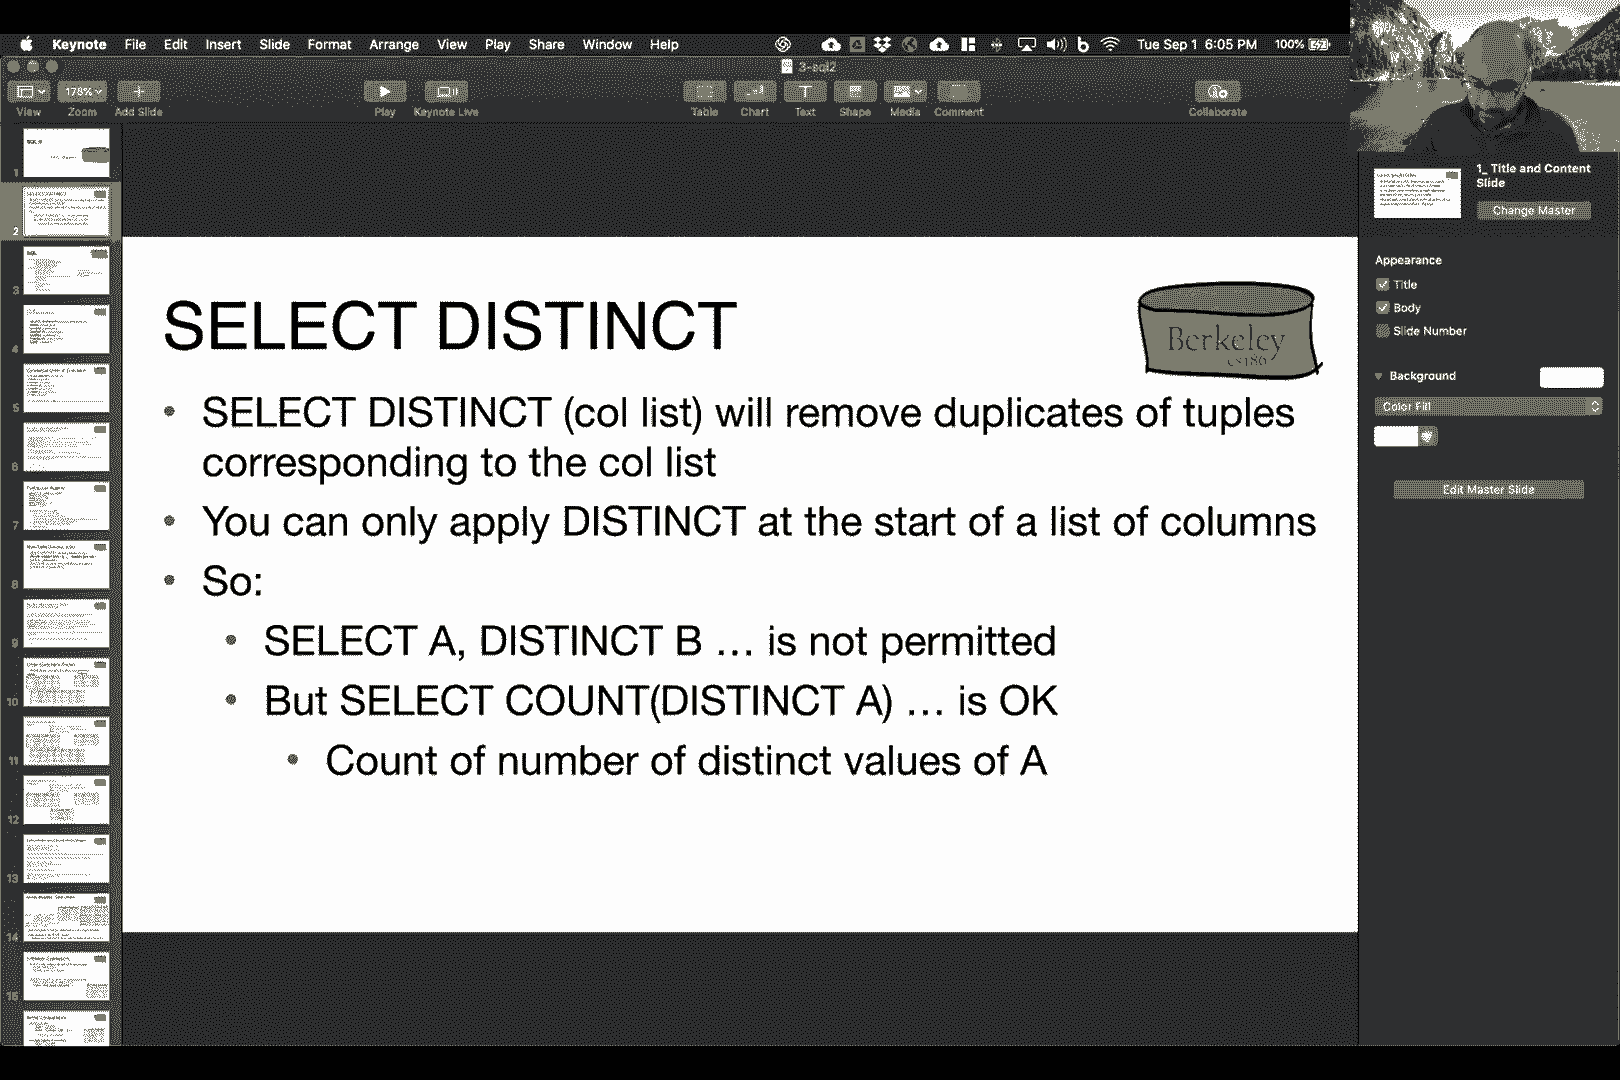 Keynote File Edit Insert Slide Format Arrange View Play Share Window Help Tue Sep 1 6:05 PM 100%
3-sql2
178%
View Zoom Add Slide Play Keynote Live Table Chart Text Shape Media Comment Collaborate
1
2
3
4
5
6
7
8
9
10
11
12
13
14
15
SELECT DISTINCT
Berkeley
cs186
• SELECT DISTINCT (col list) will remove duplicates of tuples
corresponding to the col list
• You can only apply DISTINCT at the start of a list of columns
• So:
• SELECT A, DISTINCT B … is not permitted
• But SELECT COUNT(DISTINCT A) … is OK
• Count of number of distinct values of A
1_ Title and Content
Slide
Change Master
Appearance
Title
Body
Slide Number
Background
Color Fill
Edit Master Slide